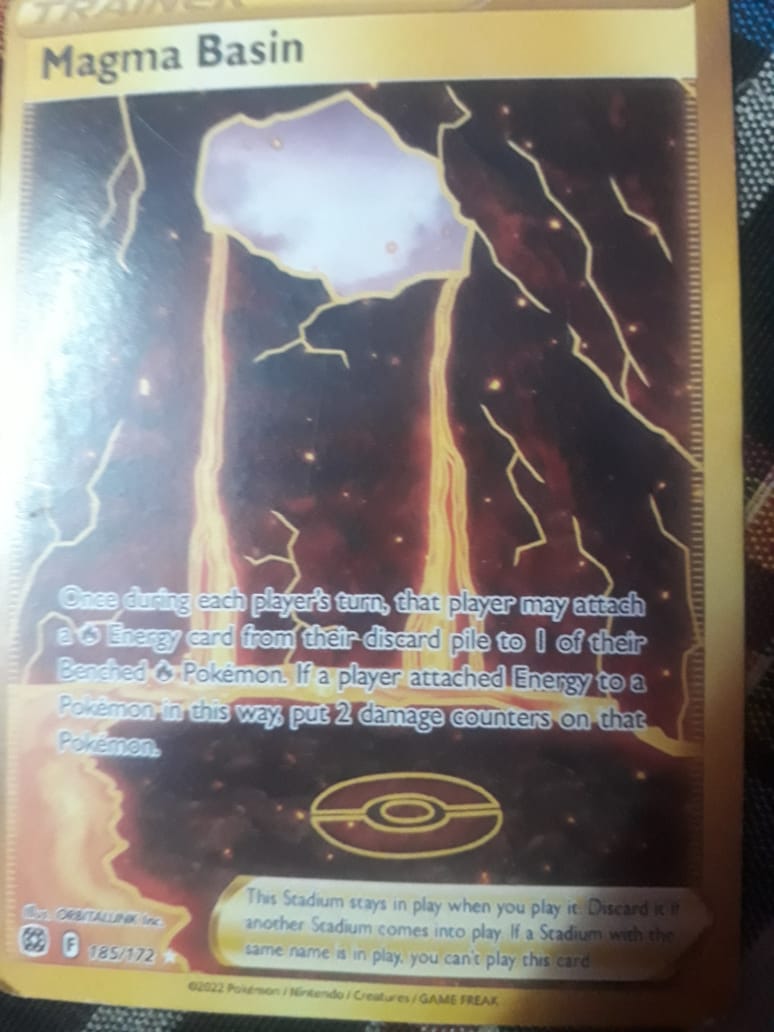 TRAINER
Magma Basin
Once during each player's turn, that player may attach
a Energy card from their discard pile to 1 of their
Benched Pokémon. If a player attached Energy to a
Pokémon in this way, put 2 damage counters on that
Pokémon.
This Stadium stays in play when you play it. Discard it if
another Stadium comes into play. If a Stadium with the
same name is in play, you can't play this card.
Illus. ORBITALLINK Inc.
F 185/172
©2022 Pokémon / Nintendo / Creatures / GAME FREAK